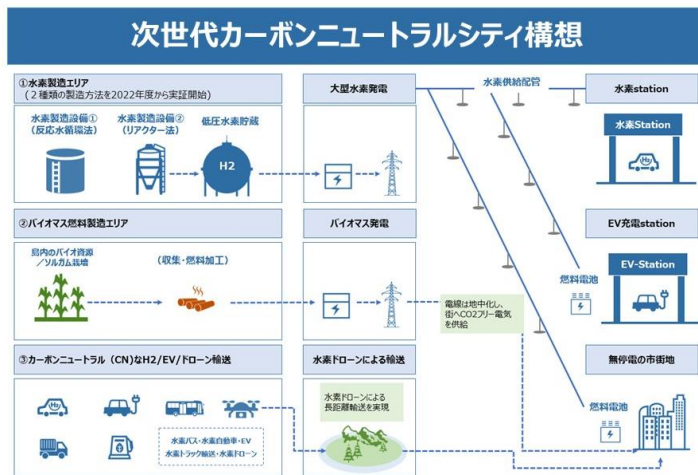 次世代カーボンニュートラルシティ構想
①水素製造エリア
(２種類の製造方法を2022年度から実証開始)
大型水素発電
水素供給配管
水素station
水素製造設備①
(反応水循環法)
水素製造設備②
(リアクター法)
低圧水素貯蔵
H2
水素Station
H2
②バイオマス燃料製造エリア
バイオマス発電
EV充電station
島内のバイオ資源
／ソルガム栽培
(収集・燃料加工)
燃料電池
EV-Station
電線は地中化し、
街へCO2フリー電気
を供給
③カーボンニュートラル（CN)なH2/EV/ドローン輸送
水素ドローンによる輸送
無停電の市街地
H2
水素ドローンによる
長距離輸送を実現
燃料電池
水素バス・水素自動車・EV
水素トラック輸送・水素ドローン